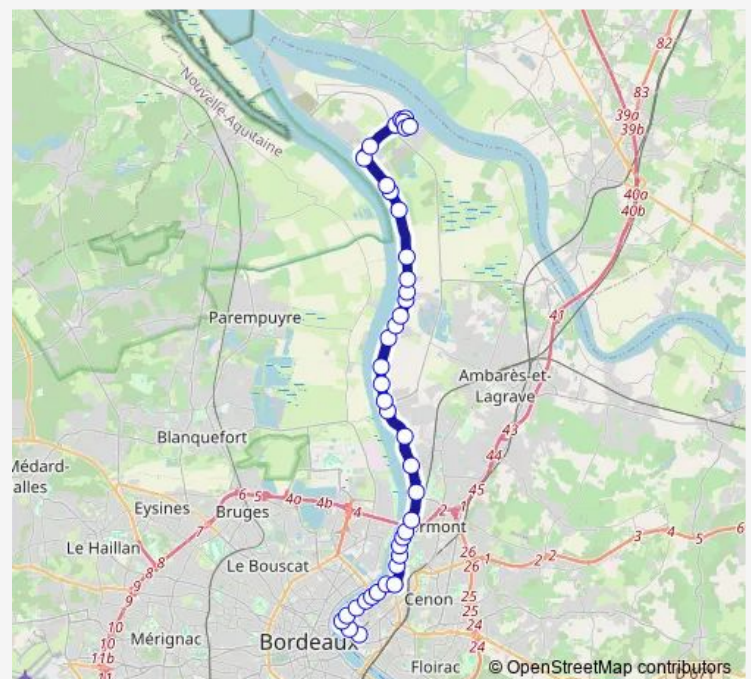 82
83
Nouvelle-Aquitaine
39a
39b
40a
40b
Parempuyre
41
Ambarès-et-
Lagrave
Blanquefort
43
44
Médard-
alles
45
Eysines
Bruges
6
5
4a
4b
4
2
1
7
Le Haillan
ermont
26
1
2
2
3
4
5
6
8
8
9
Le Bouscat
26
Cenon
25
25
24
10
10
11b
11
Mérignac
Bordeaux
Floirac
24
© OpenStreetMap contributors